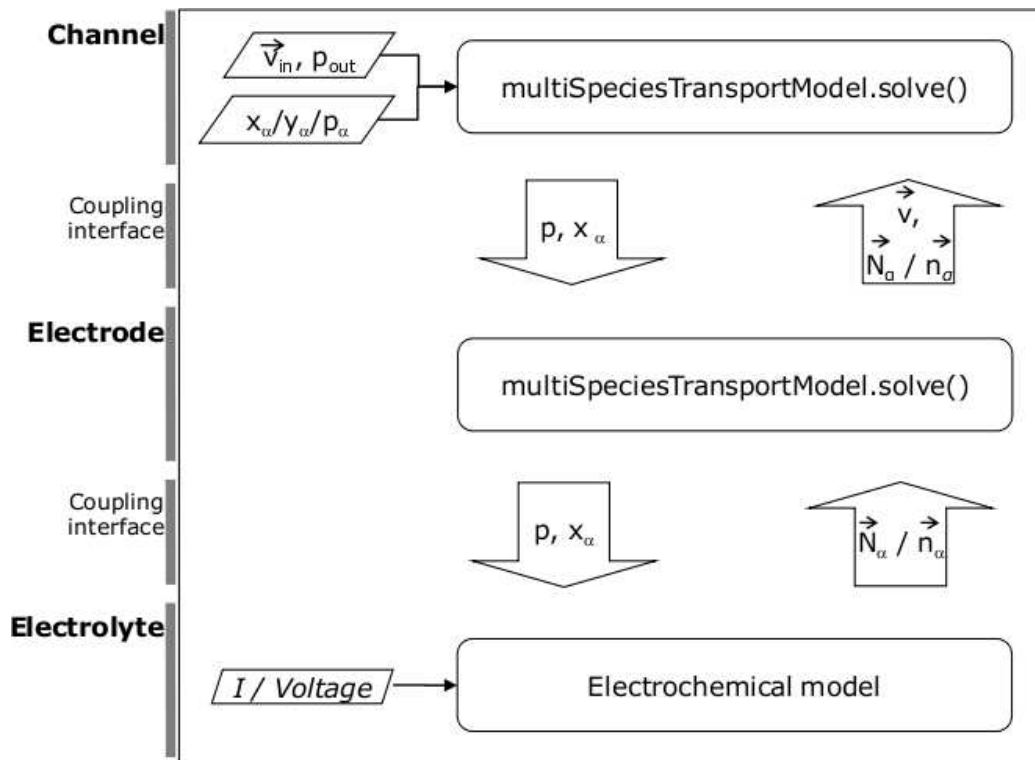 Channel
v⃗in, pout
xα/yα/pα
multiSpeciesTransportModel.solve()
Coupling
interface
p, xα
v⃗,
N⃗α / n⃗α
Electrode
multiSpeciesTransportModel.solve()
Coupling
interface
p, xα
N⃗α / n⃗α
Electrolyte
I / Voltage
Electrochemical model